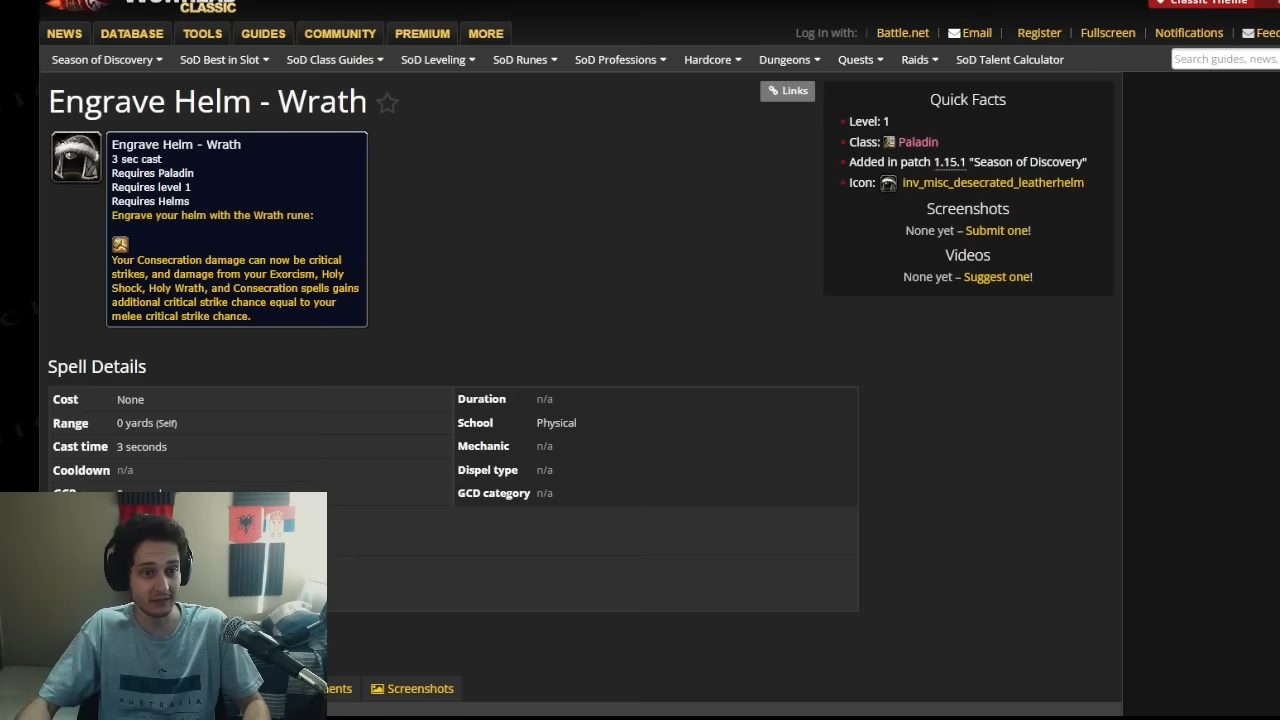 CLASSIC
Classic Theme
NEWS DATABASE TOOLS GUIDES COMMUNITY PREMIUM MORE
Log in with: Battle.net Email Register Fullscreen Notifications
Season of Discovery SoD Best in Slot SoD Class Guides SoD Leveling SoD Runes SoD Professions Hardcore Dungeons Quests Raids SoD Talent Calculator
Search guides, news,
Engrave Helm - Wrath
Links
Engrave Helm - Wrath
3 sec cast
Requires Paladin
Requires level 1
Requires Helms
Engrave your helm with the Wrath rune:
Your Consecration damage can now be critical
strikes, and damage from your Exorcism, Holy
Shock, Holy Wrath, and Consecration spells gains
additional critical strike chance equal to your
melee critical strike chance.
Quick Facts
Level: 1
Class: Paladin
Added in patch 1.15.1 "Season of Discovery"
Icon: inv_misc_desecrated_leatherhelm
Screenshots
None yet – Submit one!
Videos
None yet – Suggest one!
Spell Details
Cost None
Duration n/a
Range 0 yards (Self)
School Physical
Cast time 3 seconds
Mechanic n/a
Cooldown n/a
Dispel type n/a
GCD category n/a
Screenshots
AUSTRALIA